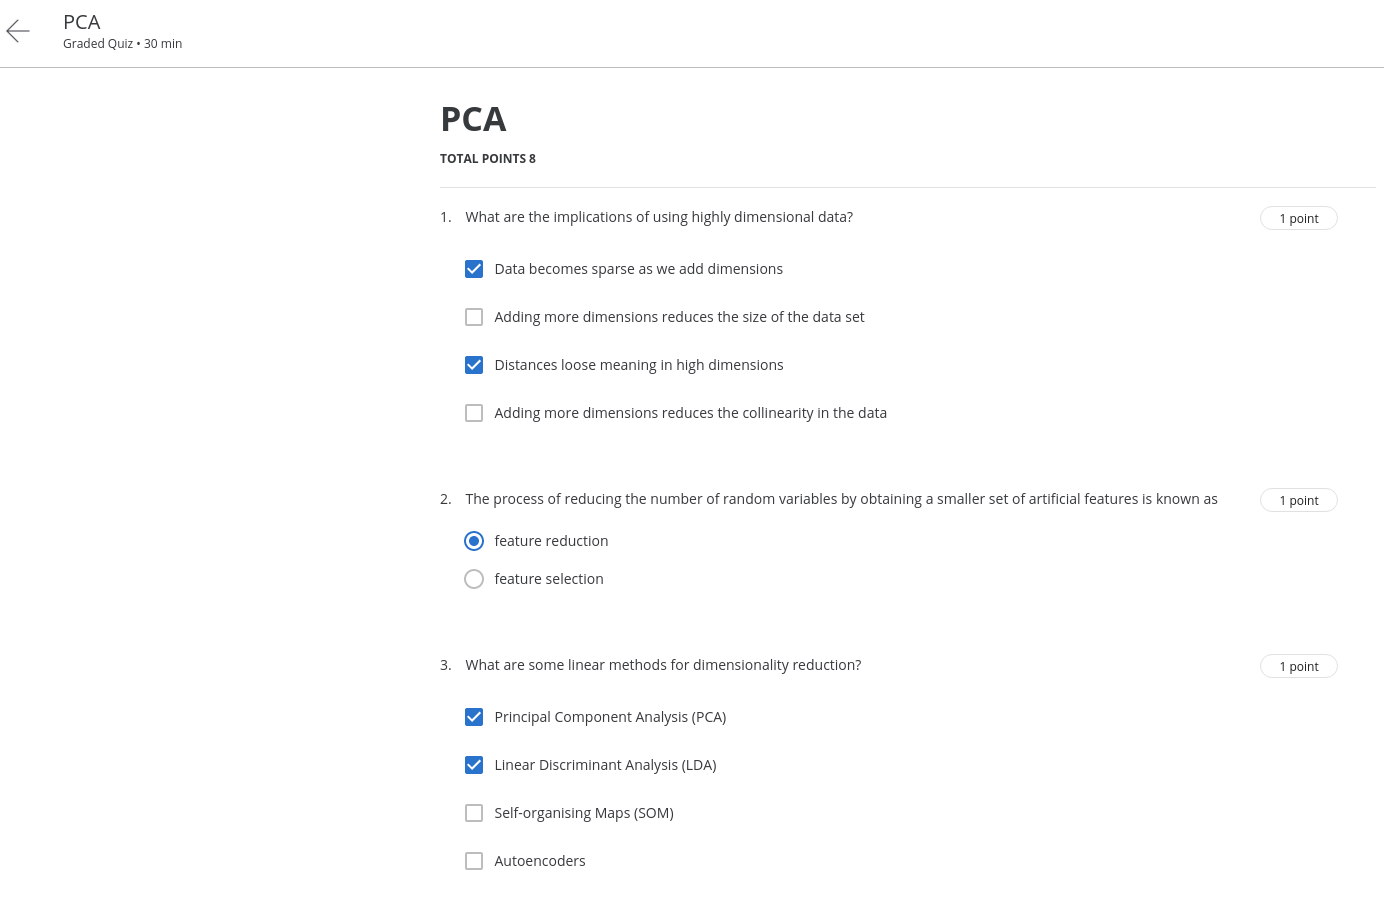 PCA
Graded Quiz • 30 min
PCA
TOTAL POINTS 8
1. What are the implications of using highly dimensional data? 1 point
Data becomes sparse as we add dimensions
Adding more dimensions reduces the size of the data set
Distances loose meaning in high dimensions
Adding more dimensions reduces the collinearity in the data
2. The process of reducing the number of random variables by obtaining a smaller set of artificial features is known as 1 point
feature reduction
feature selection
3. What are some linear methods for dimensionality reduction? 1 point
Principal Component Analysis (PCA)
Linear Discriminant Analysis (LDA)
Self-organising Maps (SOM)
Autoencoders